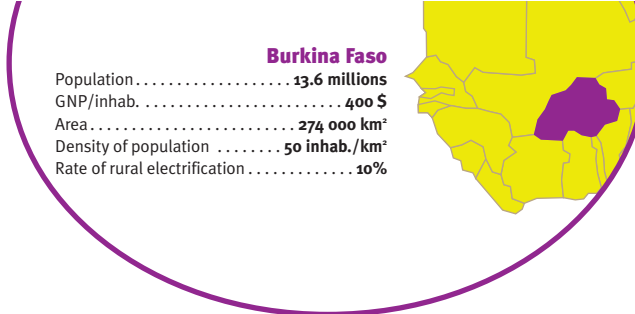 Burkina Faso
Population . . . . . . . . . . . . . . . . . . 13.6 millions
GNP/inhab. . . . . . . . . . . . . . . . . . . . . 400 $
Area . . . . . . . . . . . . . . . . . . . . . . . 274 000 km²
Density of population . . . . . . . . 50 inhab./km²
Rate of rural electrification . . . . . . . . . . . . . 10%